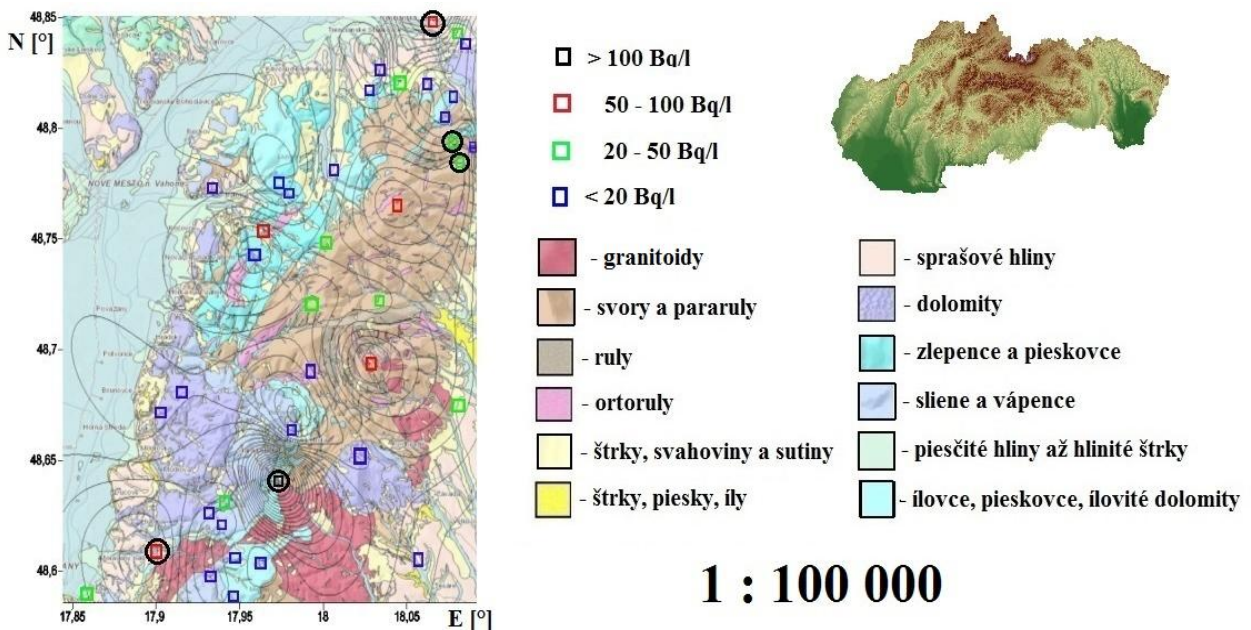 48,85
N [°]
48,8
NOVE MESTO n. Vahom
48,75
48,7
48,65
48,6
17,85
17,9
17,95
18
18,05
E [°]
> 100 Bq/l
50 - 100 Bq/l
20 - 50 Bq/l
< 20 Bq/l
- granitoidy
- svory a pararuly
- ruly
- ortoruly
- štrky, svahoviny a sutiny
- štrky, piesky, íly
- sprašové hliny
- dolomity
- zlepence a pieskovce
- sliene a vápence
- piesčité hliny až hlinité štrky
- ílovce, pieskovce, ílovité dolomity
1 : 100 000